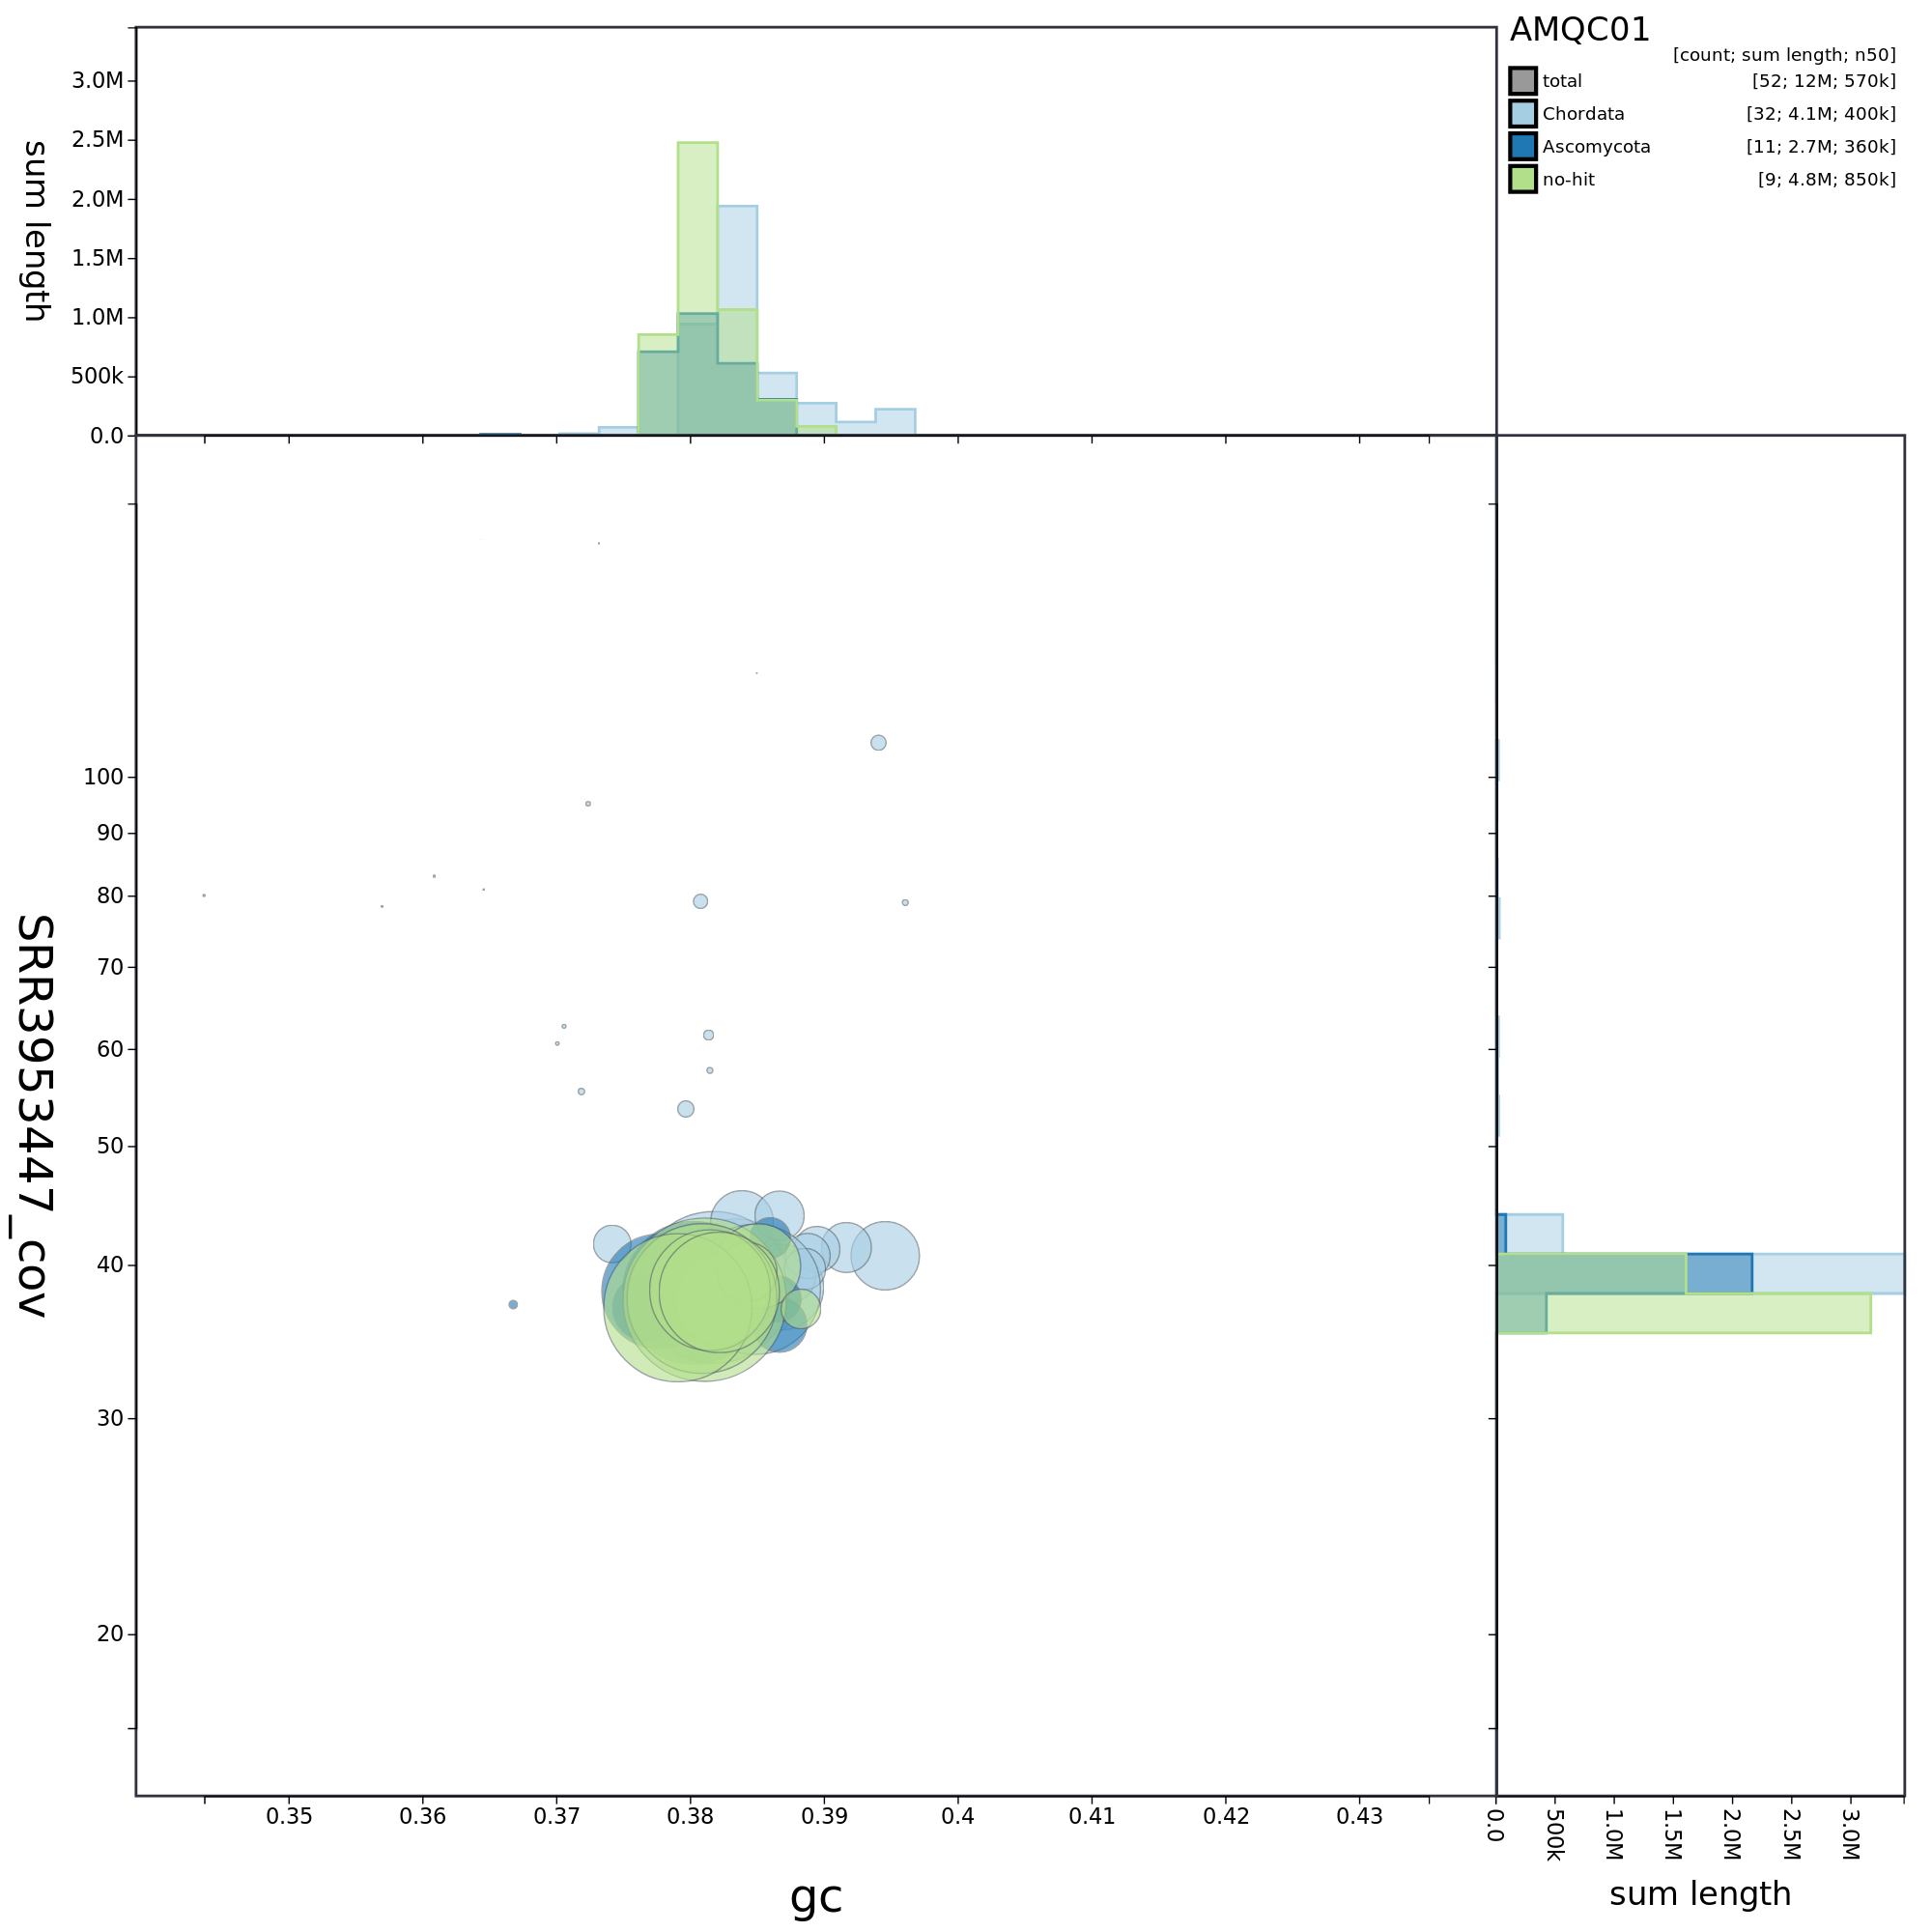 AMQC01
[count; sum length; n50]
total [52; 12M; 570k]
Chordata [32; 4.1M; 400k]
Ascomycota [11; 2.7M; 360k]
no-hit [9; 4.8M; 850k]
sum length
3.0M
2.5M
2.0M
1.5M
1.0M
500k
0.0
SRR3953447_cov
100
90
80
70
60
50
40
30
20
0.35 0.36 0.37 0.38 0.39 0.4 0.41 0.42 0.43
gc
0.0 500k 1.0M 1.5M 2.0M 2.5M 3.0M
sum length